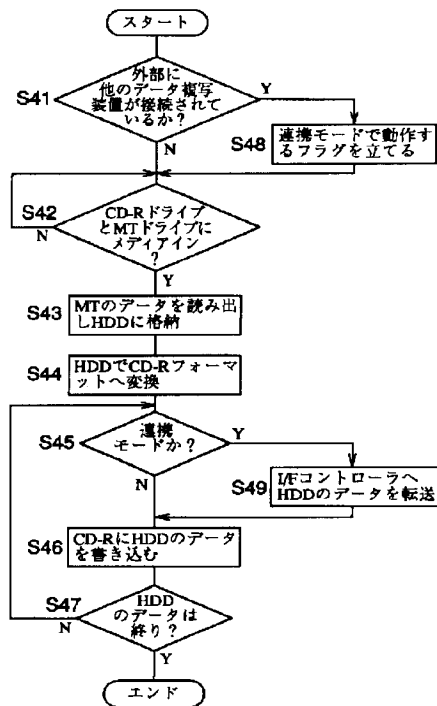 スタート
S41
外部に
他のデータ複写
装置が接続されて
いるか?
Y
N
S48
連携モードで動作す
るフラグを立てる
S42
CD-Rドライブ
とMTドライブに
メディアイン
?
N
Y
S43
MTのデータを読み出
しHDDに格納
S44
HDDでCD-Rフォーマ
ットへ変換
S45
連携
モードか?
Y
N
S49
I/Fコントローラへ
HDDのデータを転送
S46
CD-RにHDDのデータ
を書き込む
S47
HDD
のデータは
終り?
N
Y
エンド